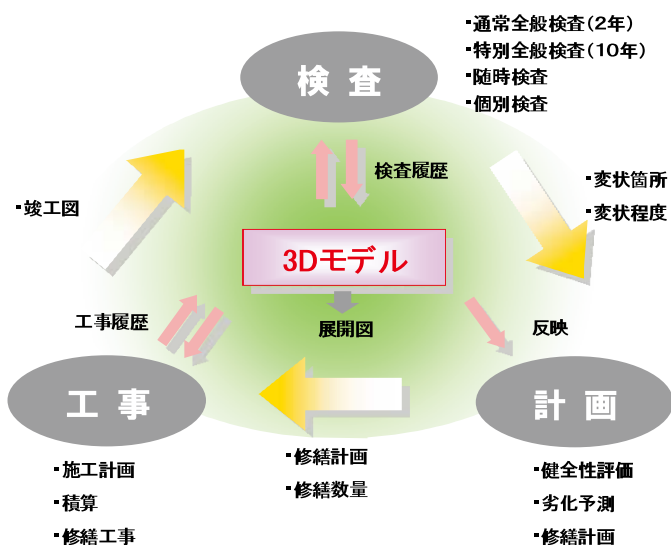 ・通常全般検査(2年)
・特別全般検査(10年)
・随時検査
・個別検査
検査
検査履歴
・変状箇所
・変状程度
・竣工図
3Dモデル
工事履歴
展開図
反映
工事
計画
・修繕計画
・修繕数量
・施工計画
・積算
・修繕工事
・健全性評価
・劣化予測
・修繕計画